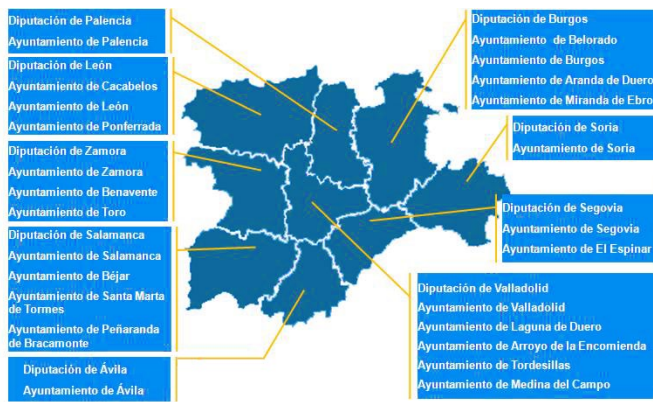 Diputación de Palencia
Ayuntamiento de Palencia
Diputación de León
Ayuntamiento de Cacabelos
Ayuntamiento de León
Ayuntamiento de Ponferrada
Diputación de Zamora
Ayuntamiento de Zamora
Ayuntamiento de Benavente
Ayuntamiento de Toro
Diputación de Salamanca
Ayuntamiento de Salamanca
Ayuntamiento de Béjar
Ayuntamiento de Santa Marta
de Tormes
Ayuntamiento de Peñaranda
de Bracamonte
Diputación de Ávila
Ayuntamiento de Ávila
Diputación de Burgos
Ayuntamiento de Belorado
Ayuntamiento de Burgos
Ayuntamiento de Aranda de Duero
Ayuntamiento de Miranda de Ebro
Diputación de Soria
Ayuntamiento de Soria
Diputación de Segovia
Ayuntamiento de Segovia
Ayuntamiento de El Espinar
Diputación de Valladolid
Ayuntamiento de Valladolid
Ayuntamiento de Laguna de Duero
Ayuntamiento de Arroyo de la Encomienda
Ayuntamiento de Tordesillas
Ayuntamiento de Medina del Campo